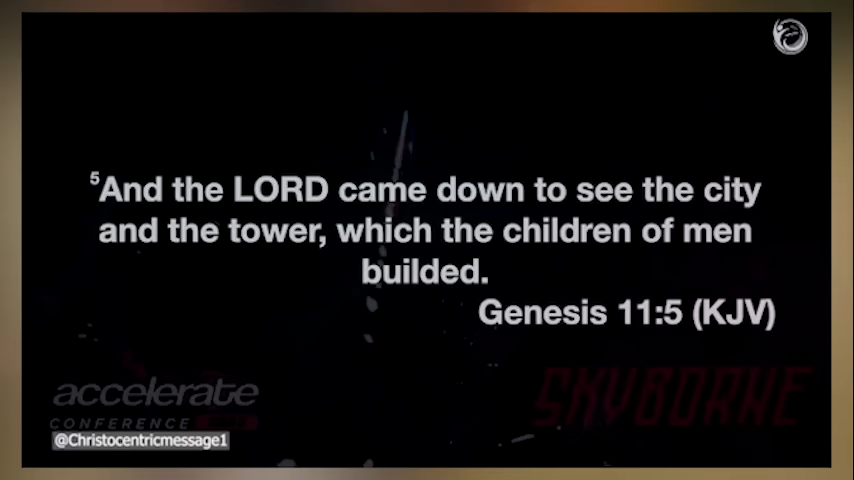 ⁵And the LORD came down to see the city
and the tower, which the children of men
builded.
Genesis 11:5 (KJV)
accelerate
CONFERENCE
SKYBORNE
@Christocentricmessage1